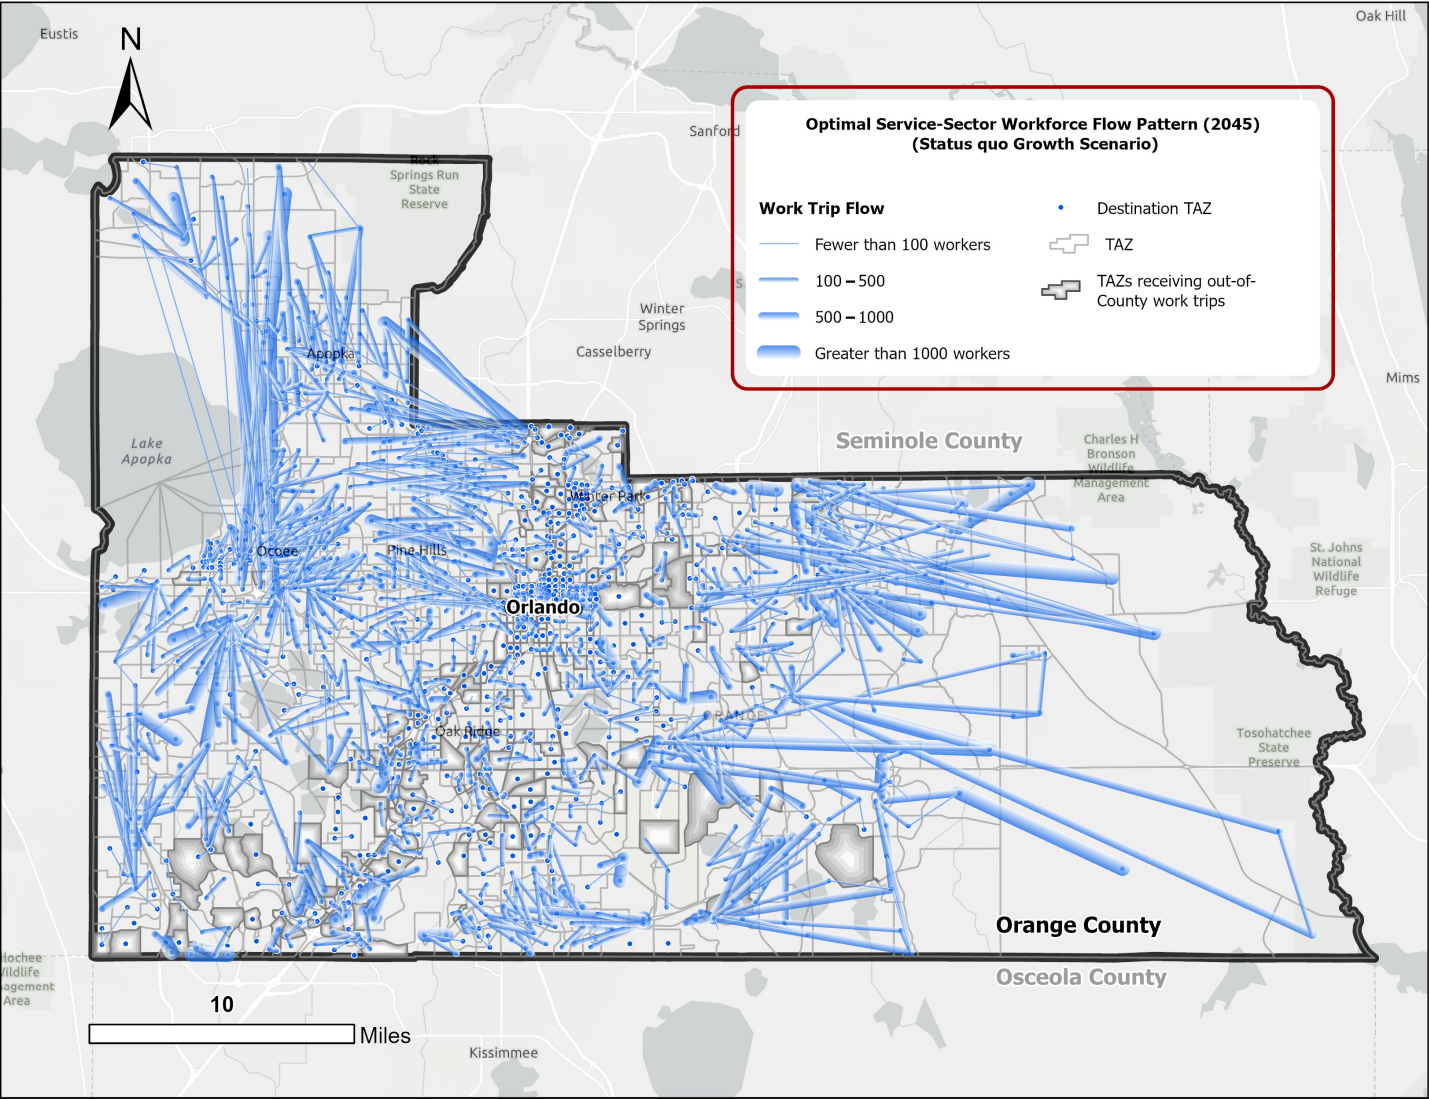 Eustis
Oak Hill
N
Sanford
Optimal Service-Sector Workforce Flow Pattern (2045)
(Status quo Growth Scenario)
Work Trip Flow
Fewer than 100 workers
100 – 500
500 – 1000
Greater than 1000 workers
Destination TAZ
TAZ
TAZs receiving out-of-
County work trips
Rock
Springs Run
State
Reserve
Winter
Springs
Casselberry
Apopka
Mims
Lake
Apopka
Seminole County
Charles H
Bronson
Wildlife
Management
Area
Winter Park
Ocoee
Pine Hills
St. Johns
National
Wildlife
Refuge
Orlando
ORANGE
Oak Ridge
Tosohatchee
State
Preserve
Orange County
Osceola County
Area
10
Miles
Kissimmee